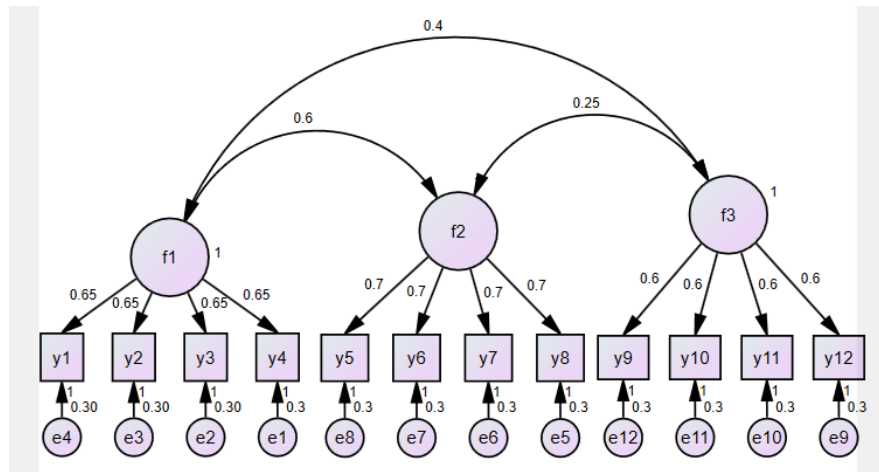 0.4
0.6 0.25
f1 1 f2 f3 1
0.65 0.65 0.65 0.65 0.7 0.7 0.7 0.7 0.6 0.6 0.6 0.6
y1 y2 y3 y4 y5 y6 y7 y8 y9 y10 y11 y12
1 1 1 1 1 1 1 1 1 1 1 1
0.30 0.30 0.30 0.3 0.3 0.3 0.3 0.3 0.3 0.3 0.3 0.3
e4 e3 e2 e1 e8 e7 e6 e5 e12 e11 e10 e9